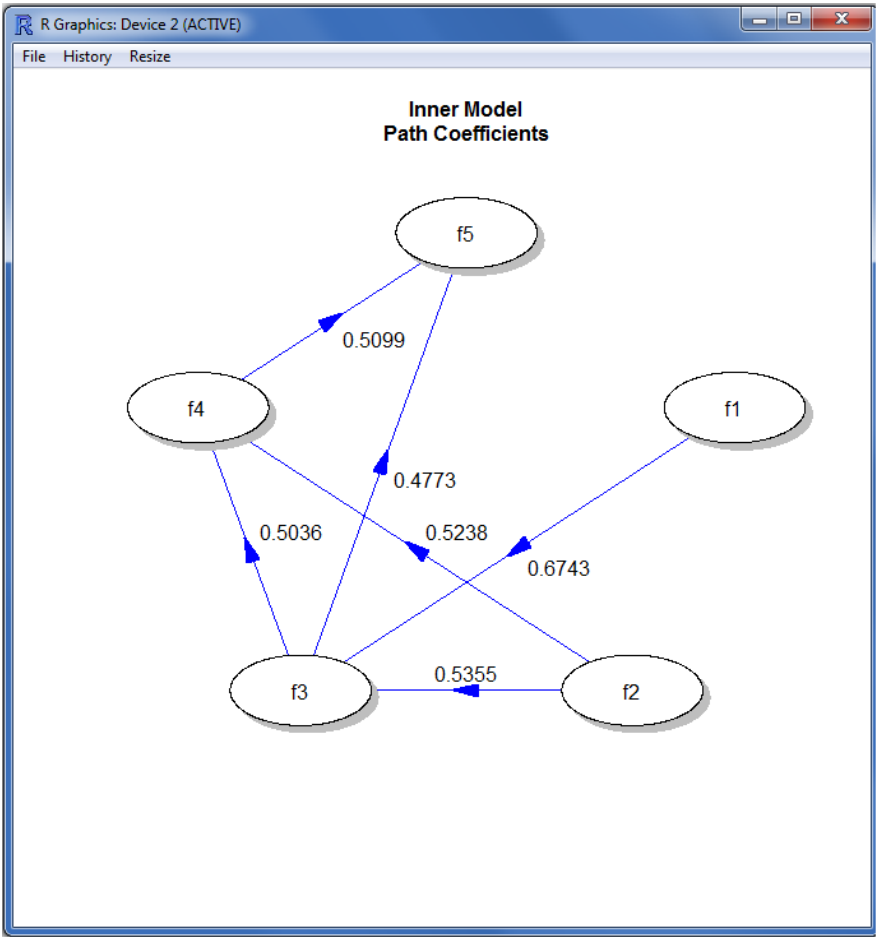 R Graphics: Device 2 (ACTIVE)
File History Resize
Inner Model
Path Coefficients
f5
0.5099
f4
f1
0.4773
0.5036
0.5238
0.6743
0.5355
f3
f2